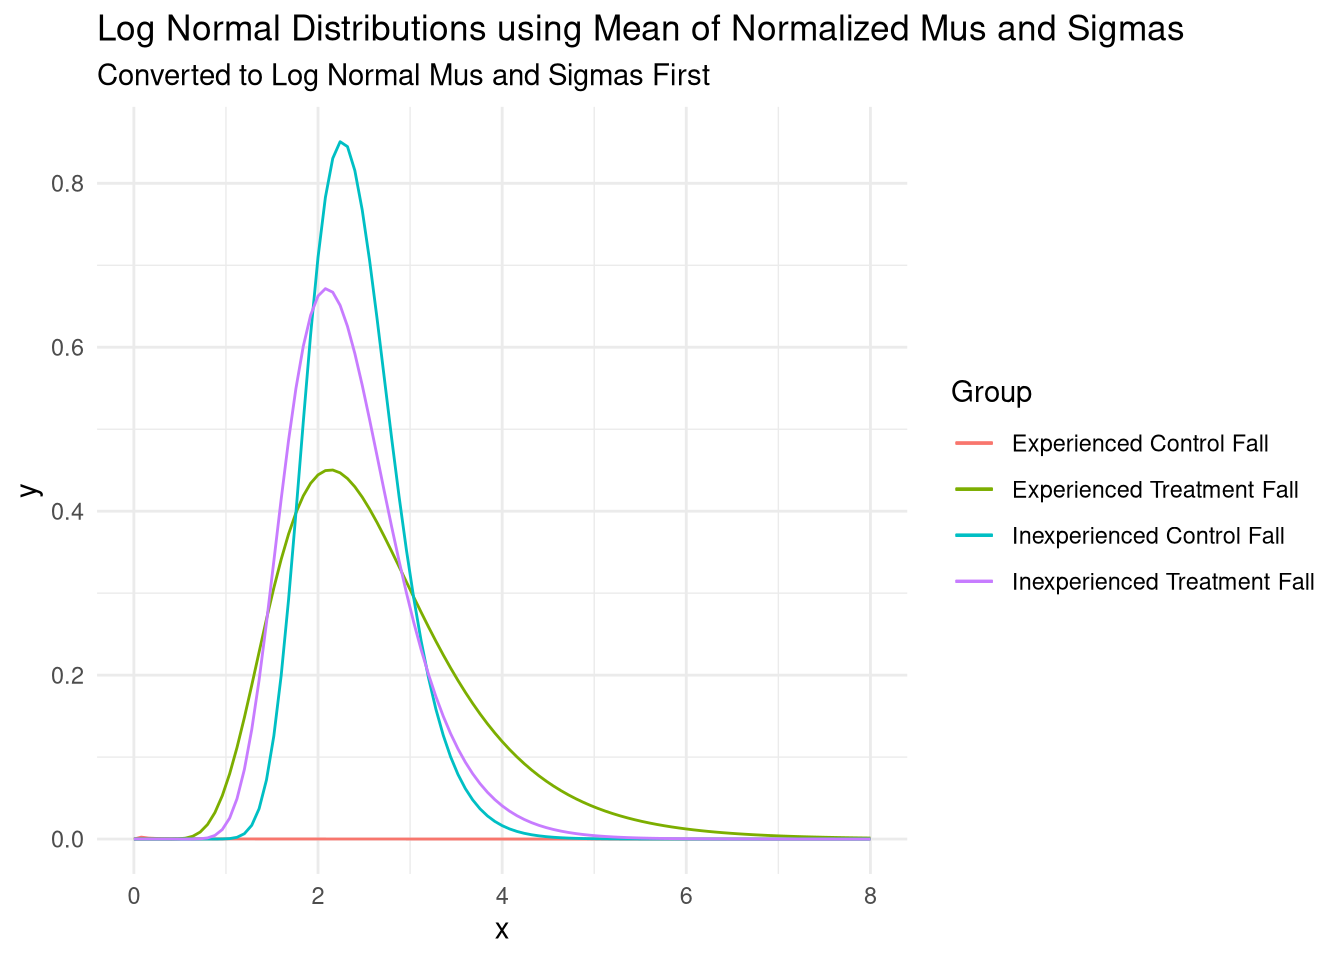 Log Normal Distributions using Mean of Normalized Mus and Sigmas
Converted to Log Normal Mus and Sigmas First
0.8
0.6
0.4
0.2
0.0
y
0 2 4 6 8
x
Group
Experienced Control Fall
Experienced Treatment Fall
Inexperienced Control Fall
Inexperienced Treatment Fall